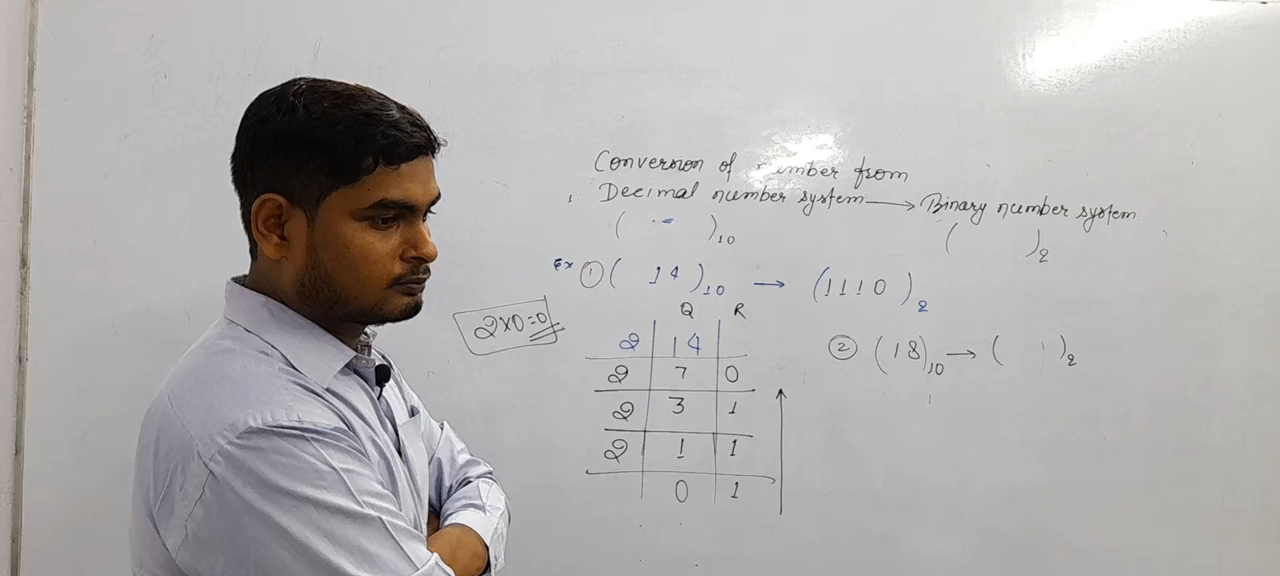 Conversion of number from
1. Decimal number system → Binary number system
( )10 ( )2
Ex ① ( 14 )10 → (1110)2
Q R
2 14
2 7 0
2 3 1
2 1 1
0 1
2×0=0
② (18)10 → ( )2